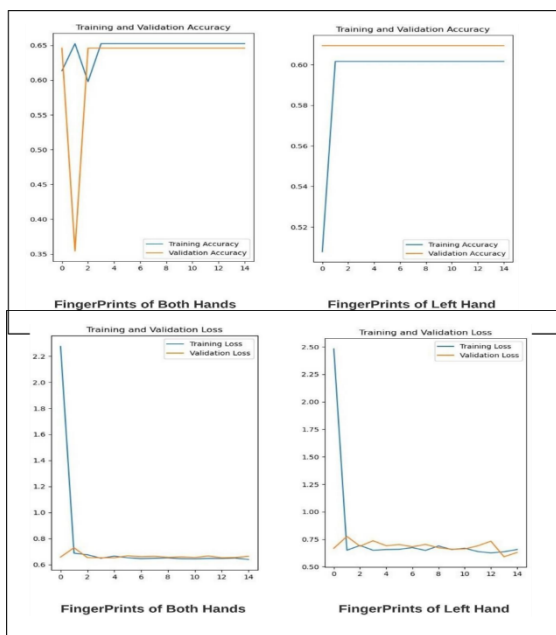 Training and Validation Accuracy
0.65
0.60
0.55
0.50
0.45
0.40
0.35
Training Accuracy
Validation Accuracy
0 2 4 6 8 10 12 14
FingerPrints of Both Hands
Training and Validation Accuracy
0.60
0.58
0.56
0.54
0.52
Training Accuracy
Validation Accuracy
0 2 4 6 8 10 12 14
FingerPrints of Left Hand
Training and Validation Loss
Training Loss
Validation Loss
2.2
2.0
1.8
1.6
1.4
1.2
1.0
0.8
0.6
0 2 4 6 8 10 12 14
FingerPrints of Both Hands
Training and Validation Loss
Training Loss
Validation Loss
2.50
2.25
2.00
1.75
1.50
1.25
1.00
0.75
0.50
0 2 4 6 8 10 12 14
FingerPrints of Left Hand